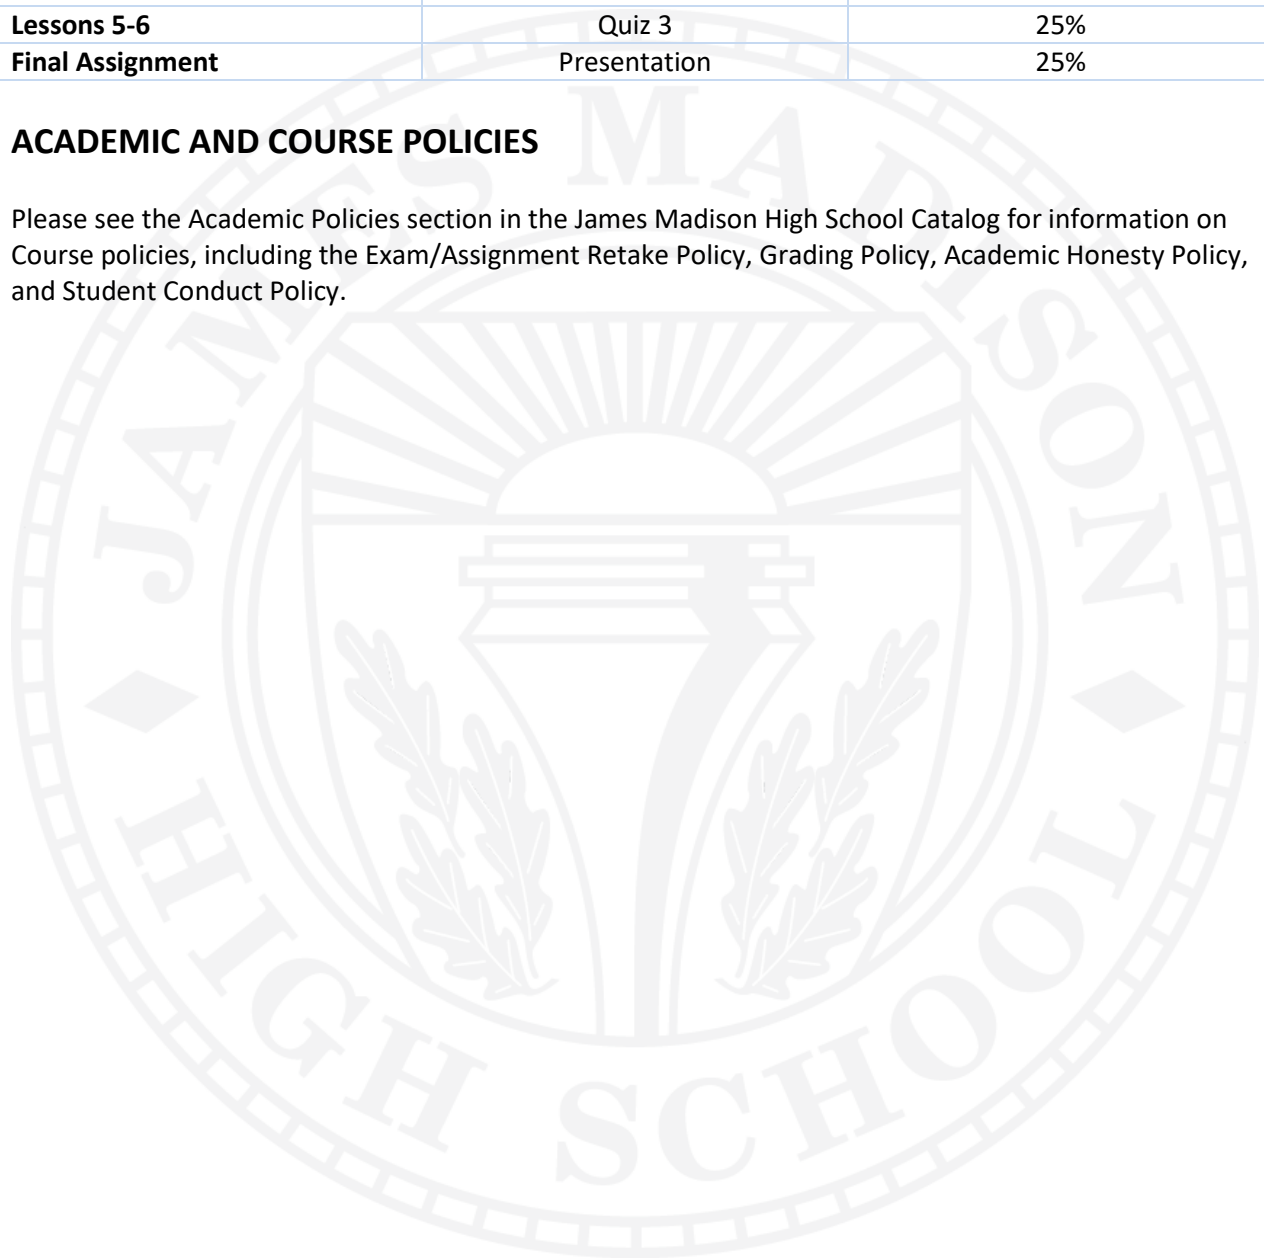 Lessons 5-6 Quiz 3 25%
Final Assignment Presentation 25%
ACADEMIC AND COURSE POLICIES
Please see the Academic Policies section in the James Madison High School Catalog for information on
Course policies, including the Exam/Assignment Retake Policy, Grading Policy, Academic Honesty Policy,
and Student Conduct Policy.
JAMES MADISON
HIGH SCHOOL